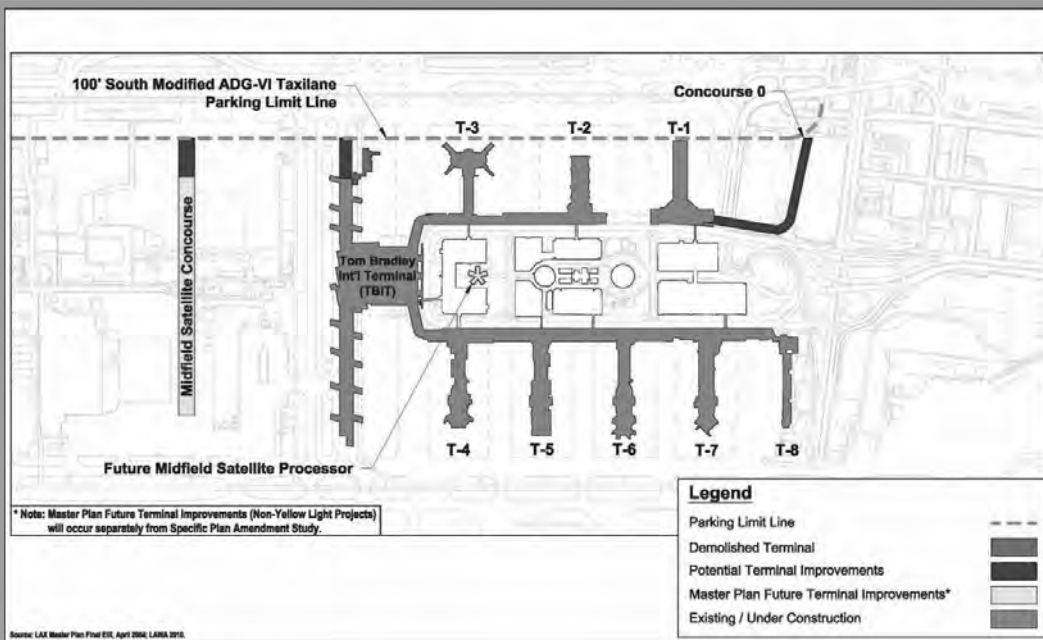 100' South Modified ADG-VI Taxilane
Parking Limit Line
Concourse 0
T-3
T-2
T-1
Midfield Satellite Concourse
Tom Bradley
Int'l Terminal
(TBIT)
T-4
T-5
T-6
T-7
T-8
Future Midfield Satellite Processor
* Note: Master Plan Future Terminal Improvements (Non-Yellow Light Projects)
will occur separately from Specific Plan Amendment Study.
Legend
Parking Limit Line
Demolished Terminal
Potential Terminal Improvements
Master Plan Future Terminal Improvements*
Existing / Under Construction
Source: LAX Master Plan Final EIR, April 2004; LAWA 2010.